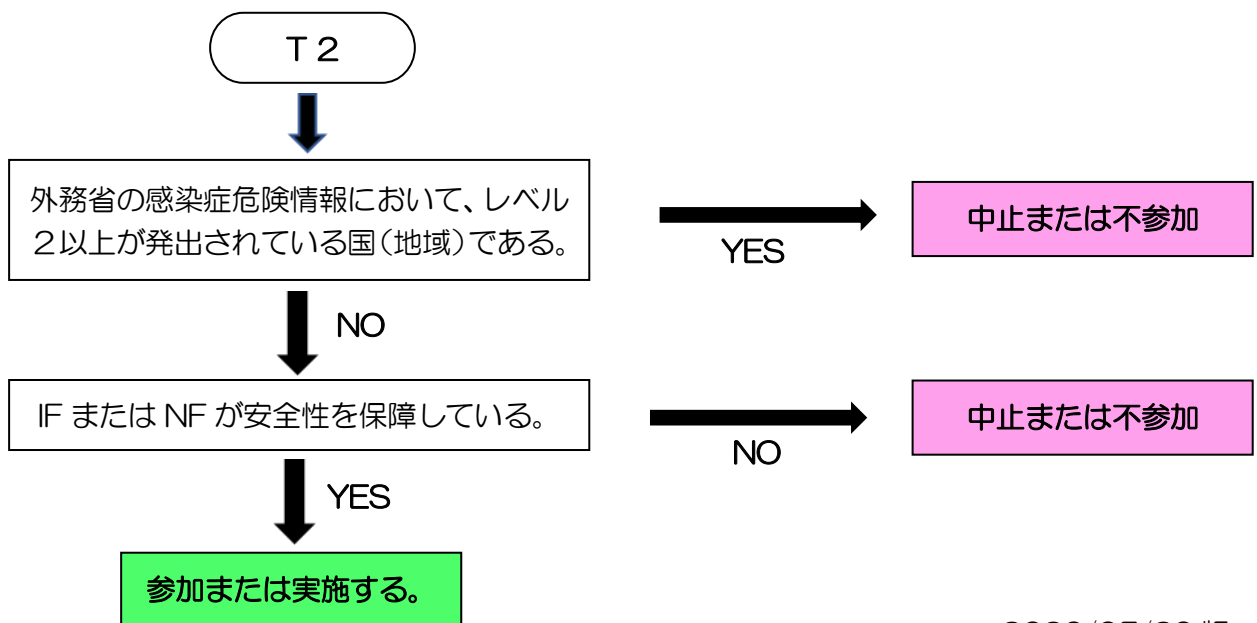 T2
外務省の感染症危険情報において、レベル
2以上が発出されている国(地域)である。
YES
中止または不参加
NO
IF または NF が安全性を保障している。
NO
中止または不参加
YES
参加または実施する。